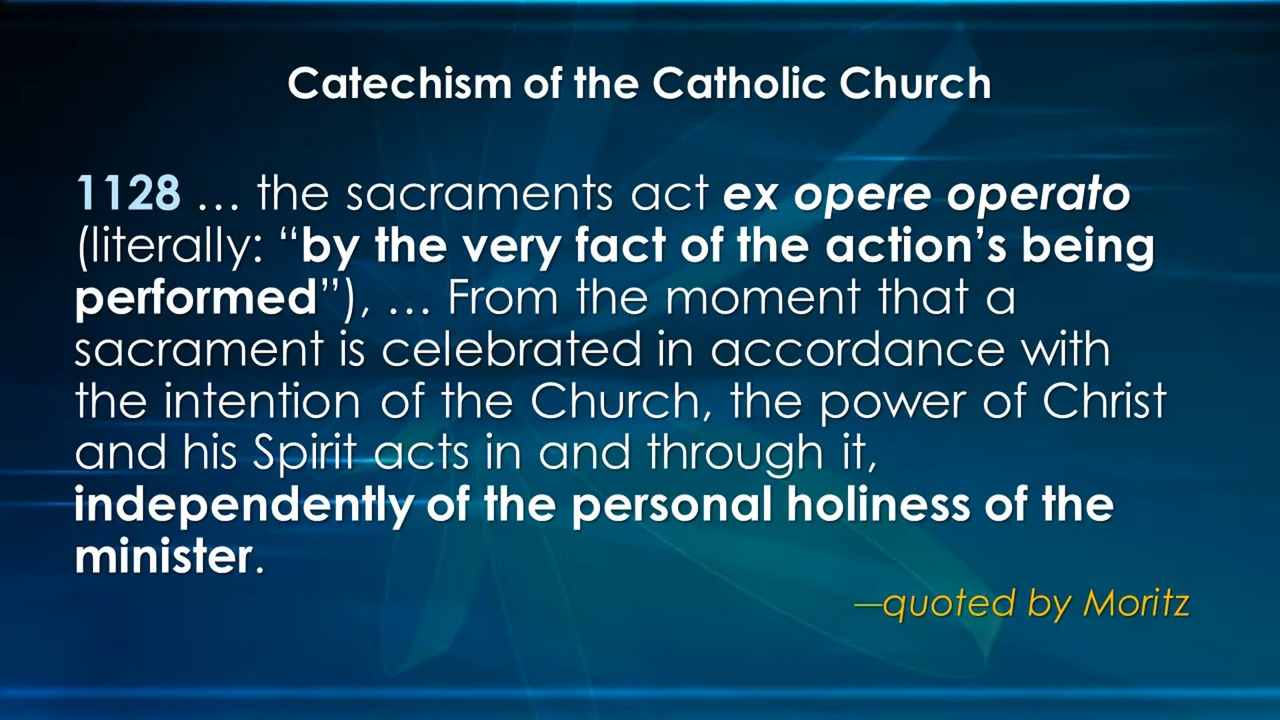 Catechism of the Catholic Church
1128 … the sacraments act ex opere operato
(literally: “by the very fact of the action’s being
performed”), … From the moment that a
sacrament is celebrated in accordance with
the intention of the Church, the power of Christ
and his Spirit acts in and through it,
independently of the personal holiness of the
minister.
—quoted by Moritz